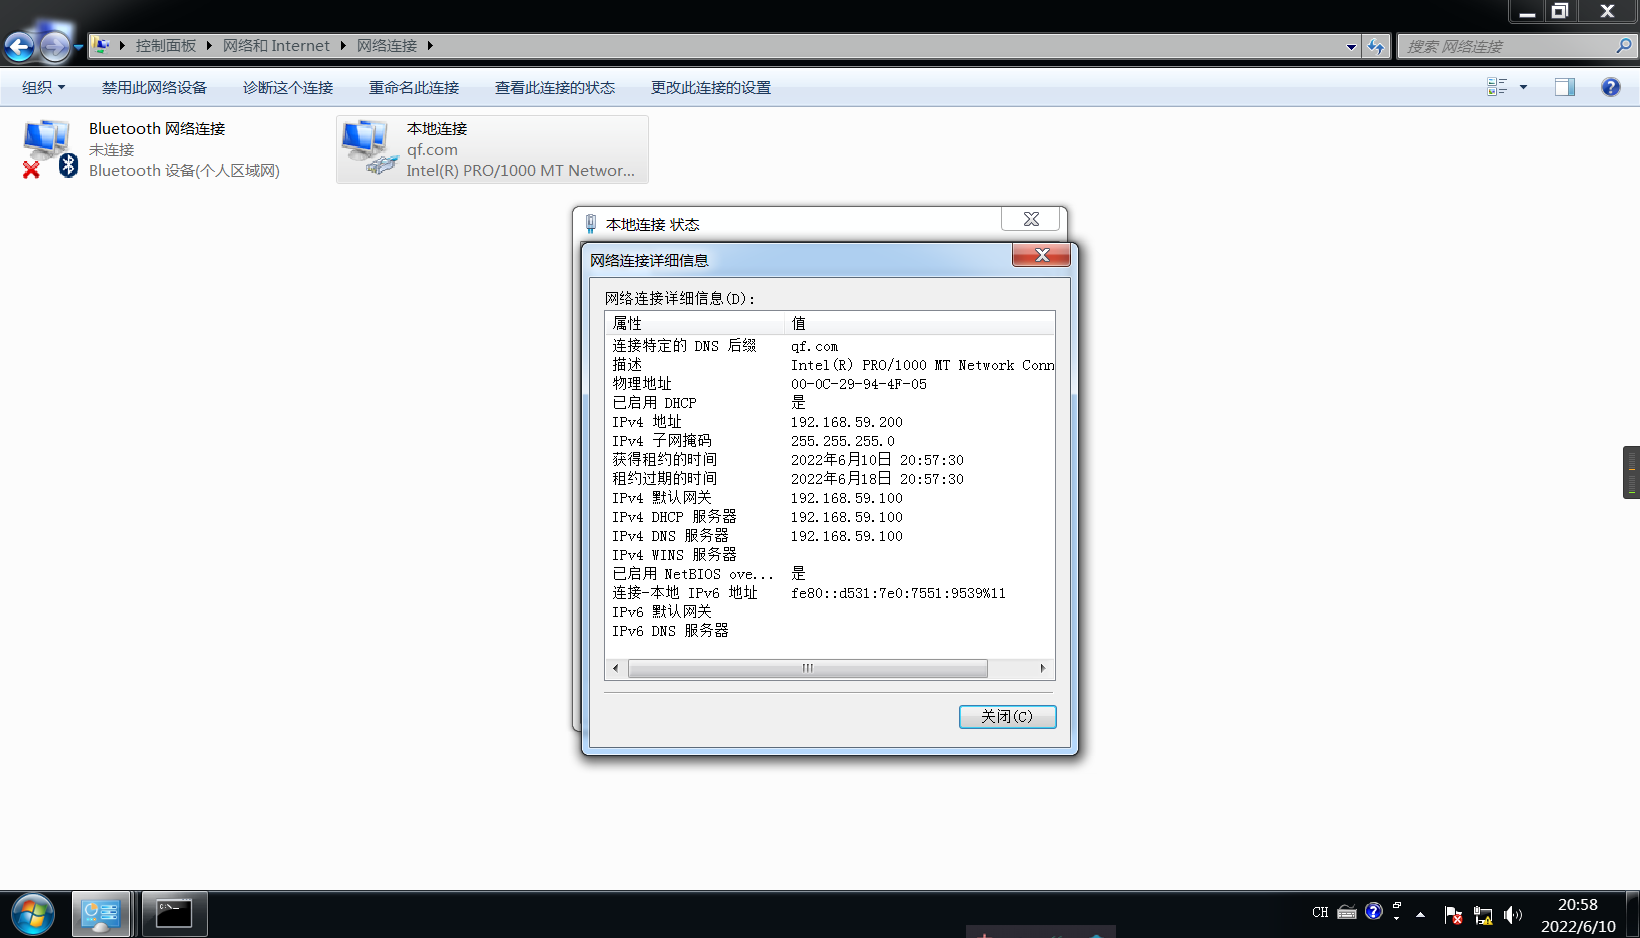 控制面板 网络和 Internet 网络连接
搜索 网络连接
组织 禁用此网络设备 诊断这个连接 重命名此连接 查看此连接的状态 更改此连接的设置
Bluetooth 网络连接
未连接
Bluetooth 设备(个人区域网)
本地连接
qf.com
Intel(R) PRO/1000 MT Networ...
本地连接 状态
网络连接详细信息
网络连接详细信息(D):
属性 值
连接特定的 DNS 后缀 qf.com
描述 Intel(R) PRO/1000 MT Network Conn
物理地址 00-0C-29-94-4F-05
已启用 DHCP 是
IPv4 地址 192.168.59.200
IPv4 子网掩码 255.255.255.0
获得租约的时间 2022年6月10日 20:57:30
租约过期的时间 2022年6月18日 20:57:30
IPv4 默认网关 192.168.59.100
IPv4 DHCP 服务器 192.168.59.100
IPv4 DNS 服务器 192.168.59.100
IPv4 WINS 服务器
已启用 NetBIOS ove... 是
连接-本地 IPv6 地址 fe80::d531:7e0:7551:9539%11
IPv6 默认网关
IPv6 DNS 服务器
关闭(C)
CH
20:58
2022/6/10